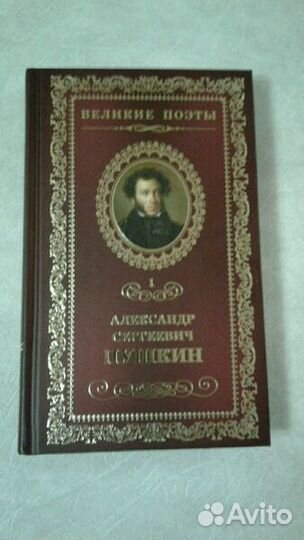 ВЕЛИКИЕ ПОЭТЫ
1
АЛЕКСАНДР
СЕРГЕЕВИЧ
ПУШКИН
Avito